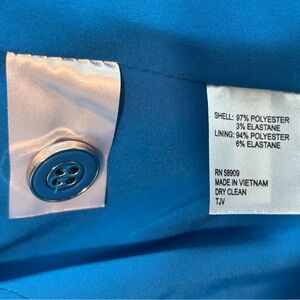 SHELL: 97% POLYESTER
3% ELASTANE
LINING: 94% POLYESTER
6% ELASTANE
RN 58909
MADE IN VIETNAM
DRY CLEAN
TJV